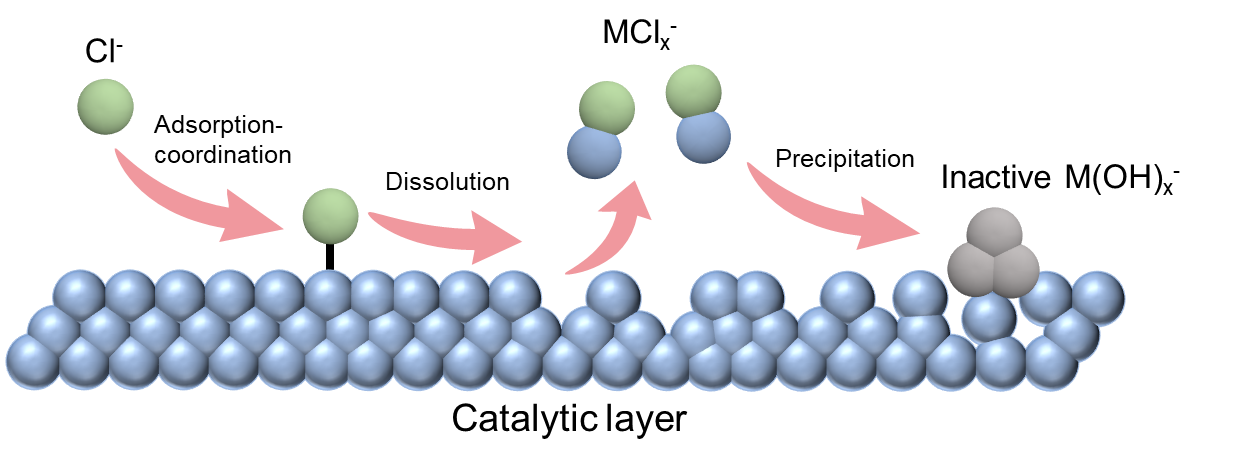 Cl⁻
Adsorption-
coordination
Dissolution
MClₓ⁻
Precipitation
Inactive M(OH)ₓ⁻
Catalytic layer